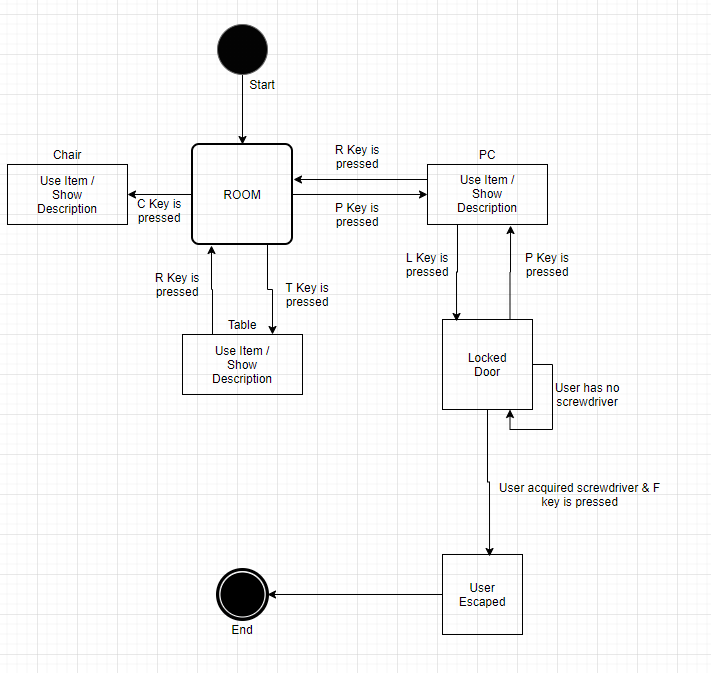 Start
Chair
Use Item /
Show
Description
C Key is
pressed
ROOM
R Key is
pressed
P Key is
pressed
PC
Use Item /
Show
Description
R Key is
pressed
T Key is
pressed
Table
Use Item /
Show
Description
L Key is
pressed
P Key is
pressed
Locked
Door
User has no
screwdriver
User acquired screwdriver & F
key is pressed
User
Escaped
End